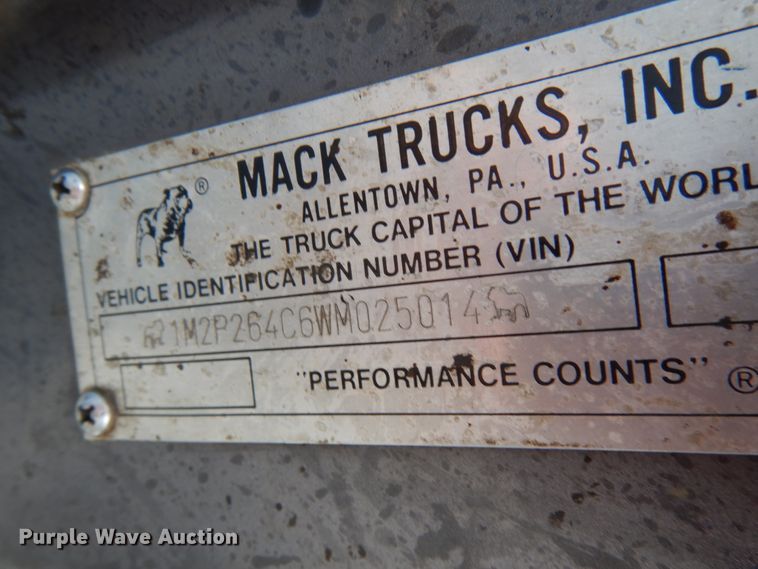 ®
MACK TRUCKS, INC.
ALLENTOWN, PA., U.S.A.
THE TRUCK CAPITAL OF THE WORL
VEHICLE IDENTIFICATION NUMBER (VIN)
1M2P264C6WM025014
"PERFORMANCE COUNTS" ®
Purple Wave Auction